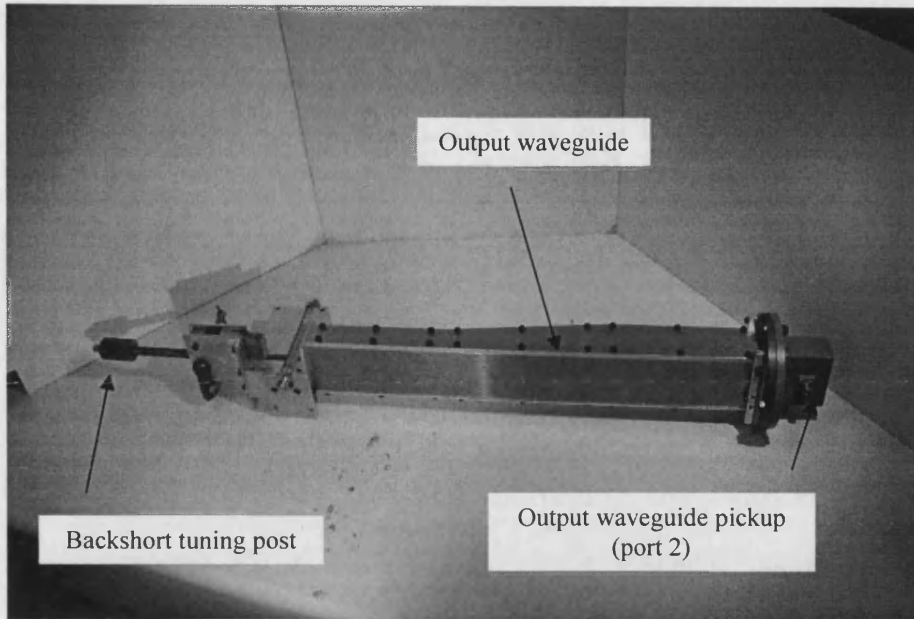 Output waveguide
Backshort tuning post
Output waveguide pickup
(port 2)